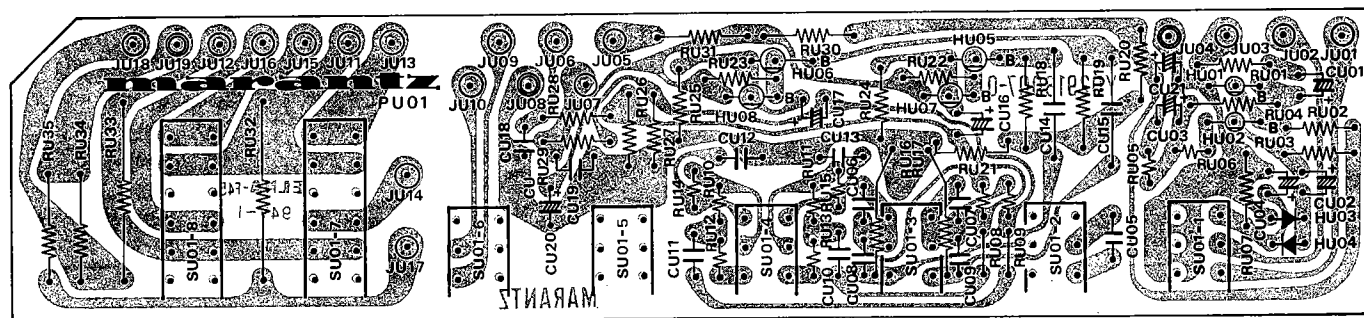 JU18 JU19 JU12 JU16 JU15 JU11 JU13
marantz
PU01
JU09 JU06 JU05
JU10 JU08 JU07
RU31 RU30 HU05
RU23 HU06 RU22
RU28 RU26 RU25 CU17 RU24 RU18 RU19 RU20
JU04 JU03 JU02 JU01
HU01 RU01 CU01
CU21
B B B B B B
HU08 HU07 CU16 CU14 CU15 CU03 HU02 RU04 RU02
RU35 RU34 RU33 RU32
CU18 RU29 CU19 RU27 CU12 RU11 CU13 RU16 RU17 RU21 RU05 RU06 RU03
JU14
RU14 RU10 RU15 CU06
94 -1
CU02
JU17
SU01-8 SU01-7 SU01-6 CU20 SU01-5 CU11 RU12 SU01-4 RU13 CU10 CU08 SU01-3 CU07 CU09 RU08 RU09 SU01-2 CU05 SU01-1 RU07 HU03
HU04
MARANTZ